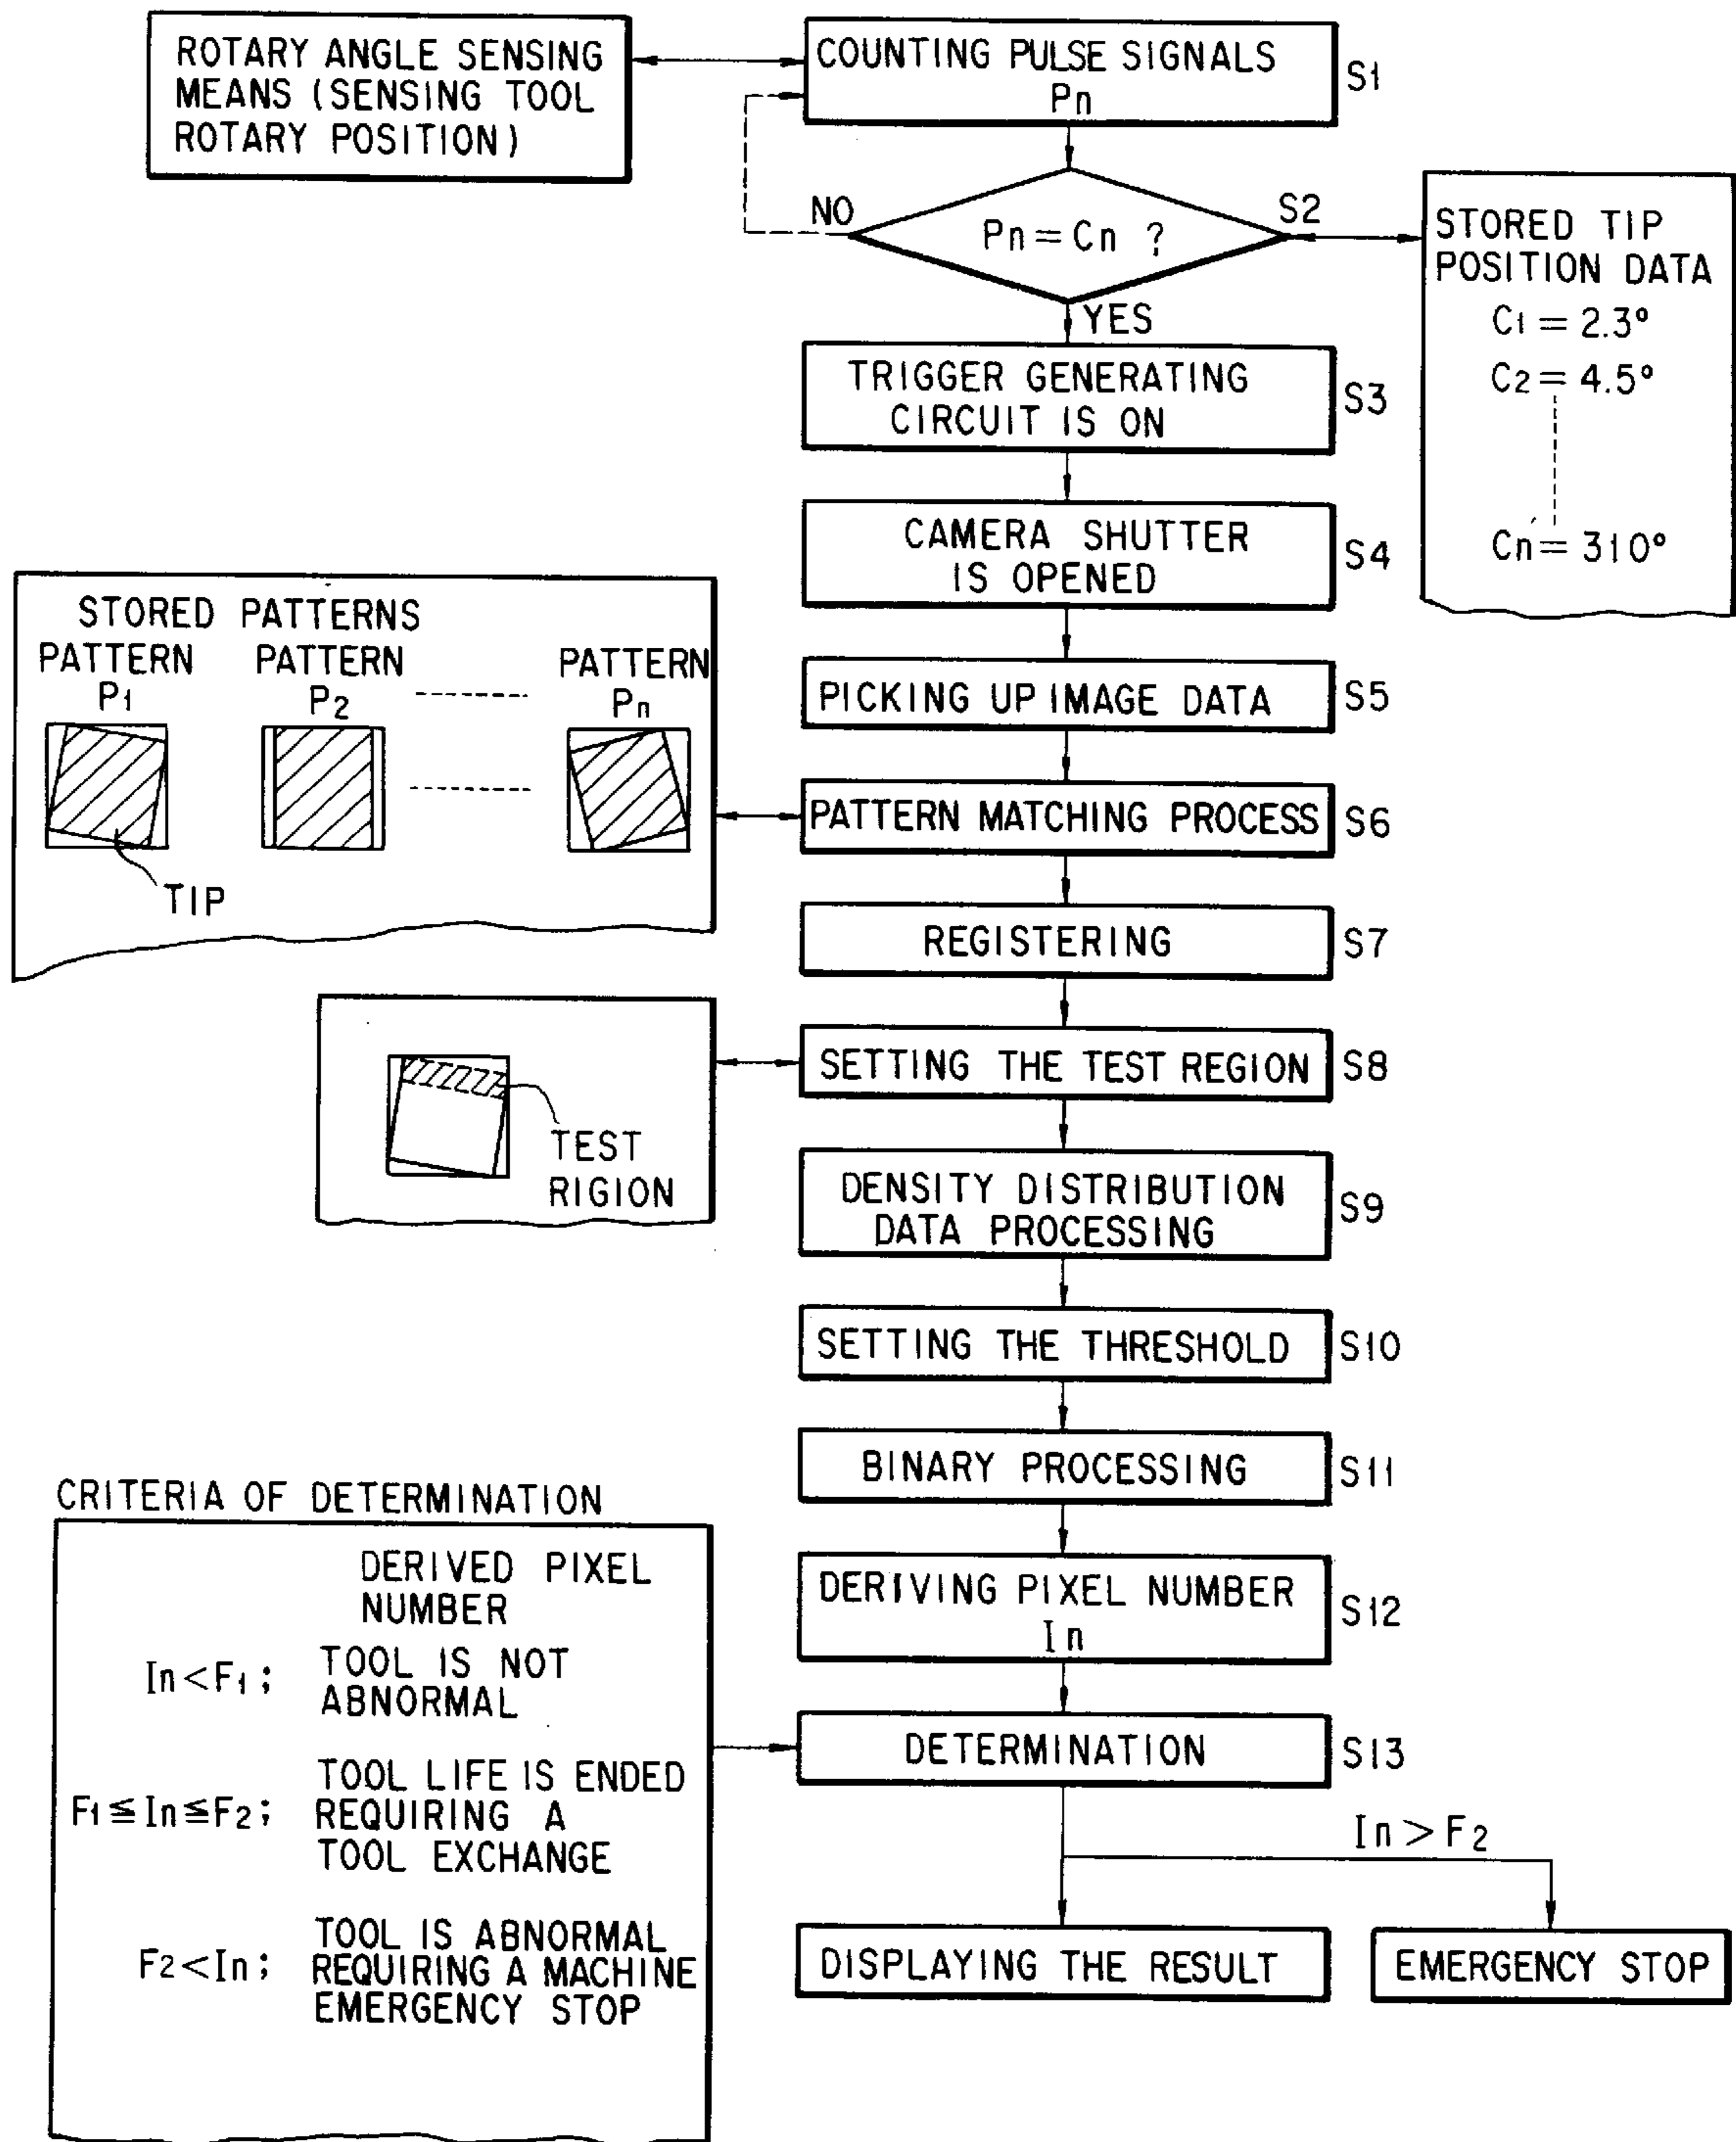 ROTARY ANGLE SENSING
MEANS (SENSING TOOL
ROTARY POSITION)
COUNTING PULSE SIGNALS
Pn
S1
NO
Pn = Cn ?
S2
YES
STORED TIP
POSITION DATA
C1 = 2.3°
C2 = 4.5°
Cn = 310°
TRIGGER GENERATING
CIRCUIT IS ON
S3
CAMERA SHUTTER
IS OPENED
S4
STORED PATTERNS
PATTERN
P1
PATTERN
P2
PATTERN
Pn
TIP
PICKING UP IMAGE DATA
S5
PATTERN MATCHING PROCESS
S6
REGISTERING
S7
SETTING THE TEST REGION
S8
TEST
RIGION
DENSITY DISTRIBUTION
DATA PROCESSING
S9
SETTING THE THRESHOLD
S10
BINARY PROCESSING
S11
DERIVING PIXEL NUMBER
In
S12
CRITERIA OF DETERMINATION
DERIVED PIXEL
NUMBER
In < F1; TOOL IS NOT
ABNORMAL
F1 ≦ In ≦ F2; TOOL LIFE IS ENDED
REQUIRING A
TOOL EXCHANGE
F2 < In; TOOL IS ABNORMAL
REQUIRING A MACHINE
EMERGENCY STOP
DETERMINATION
S13
In > F2
DISPLAYING THE RESULT
EMERGENCY STOP